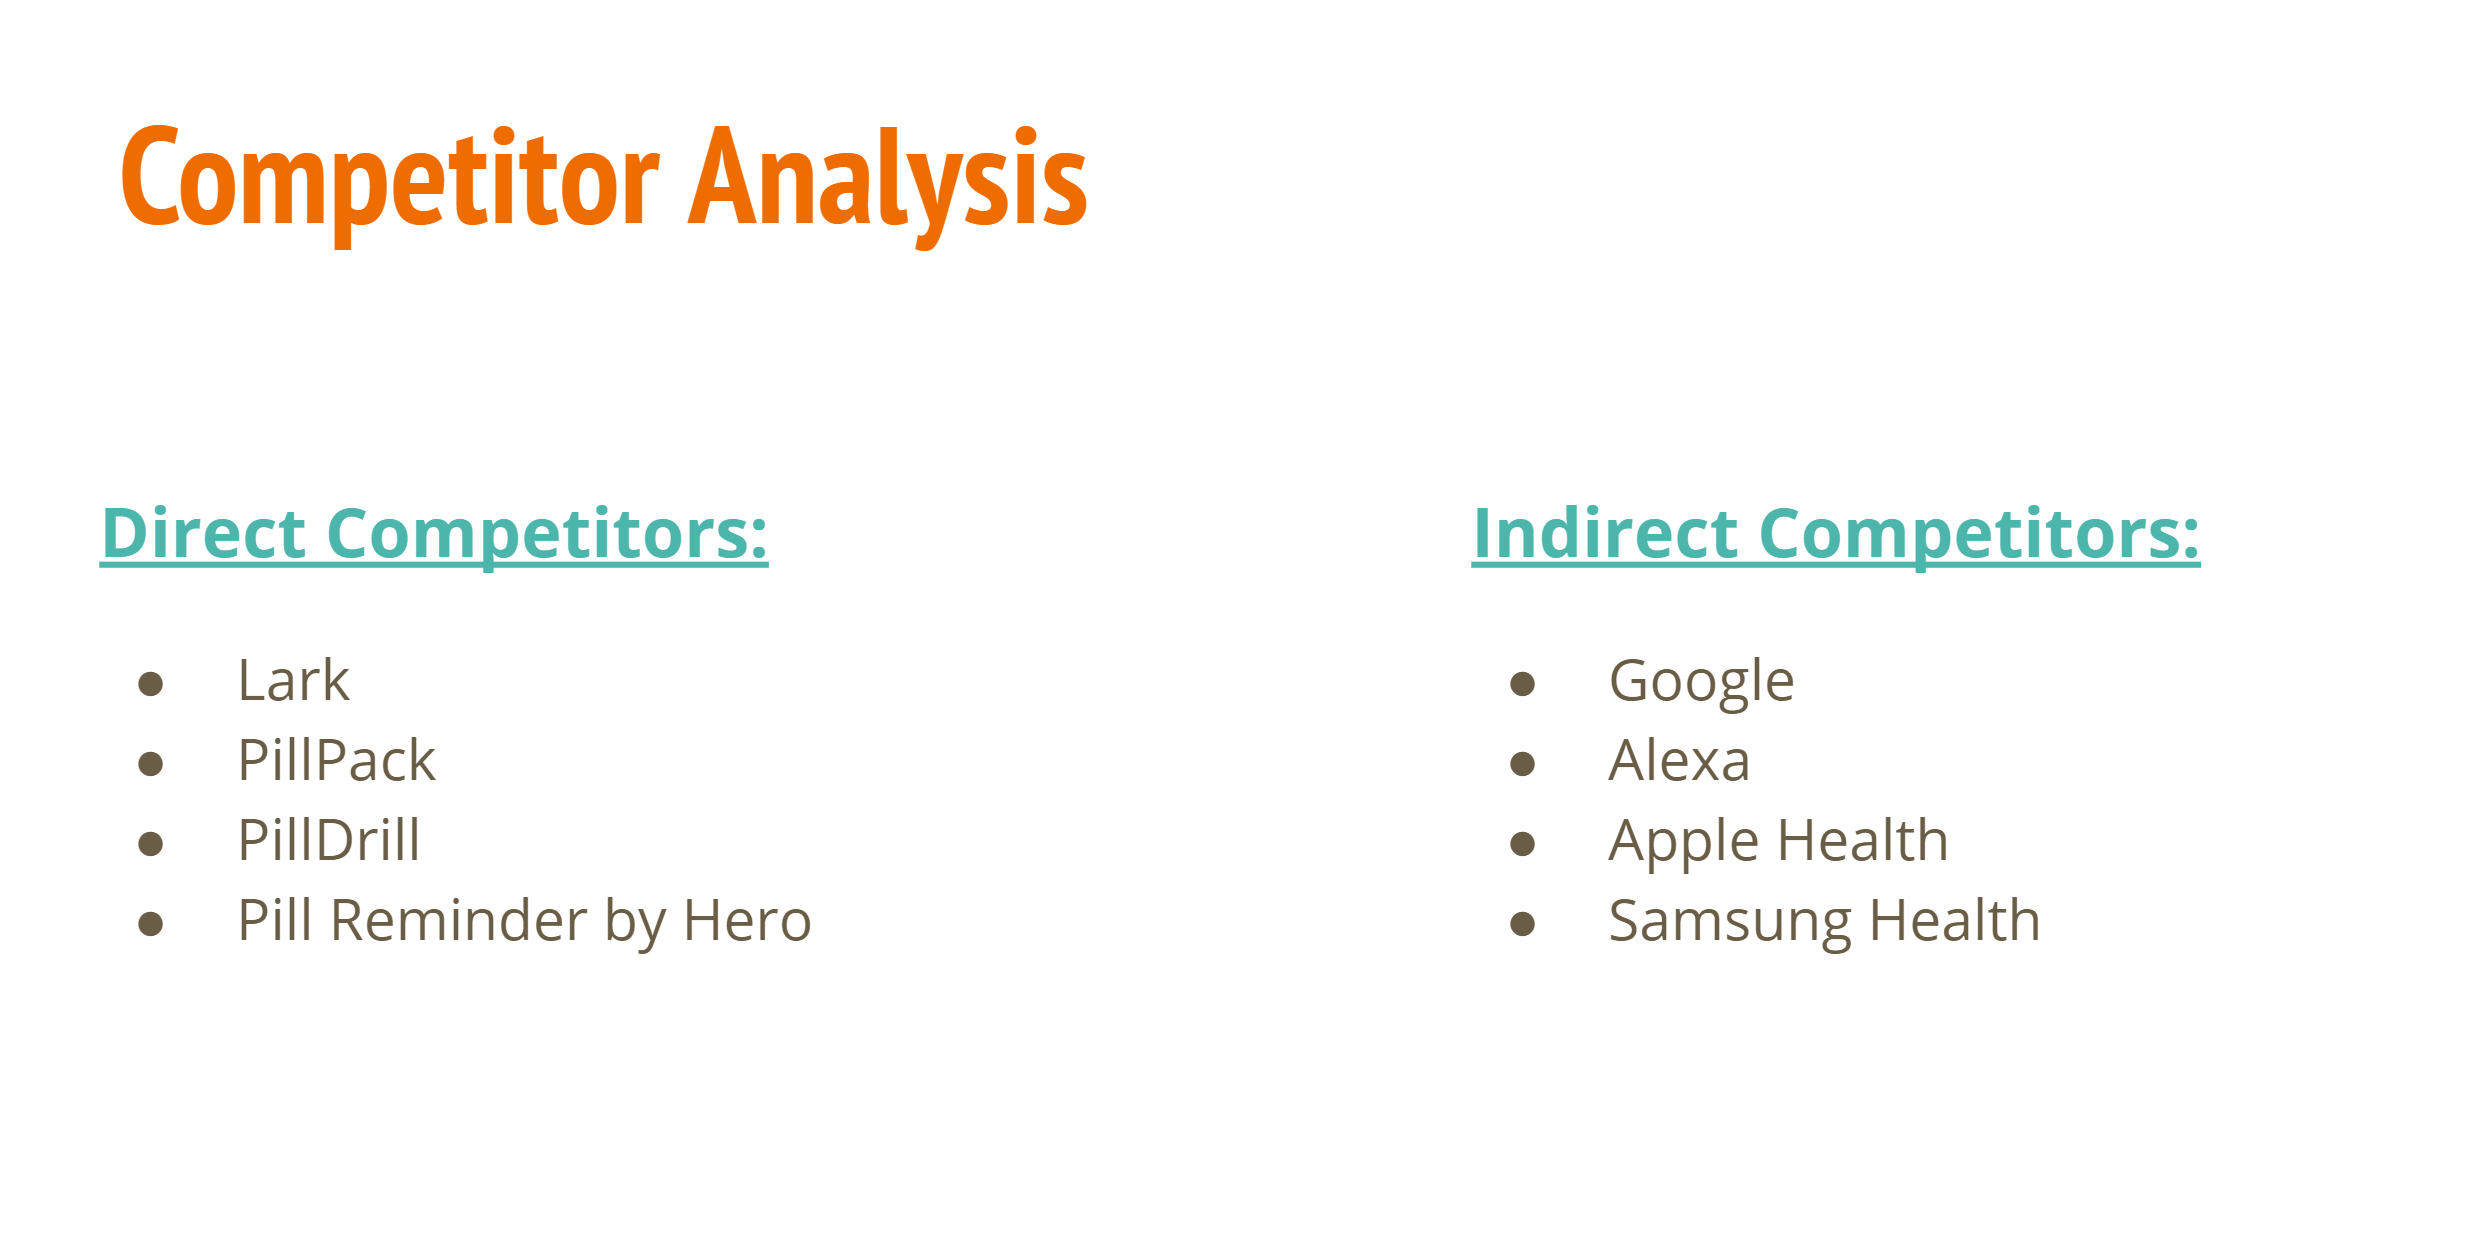 Competitor Analysis
Direct Competitors:
● Lark
● PillPack
● PillDrill
● Pill Reminder by Hero
Indirect Competitors:
● Google
● Alexa
● Apple Health
● Samsung Health